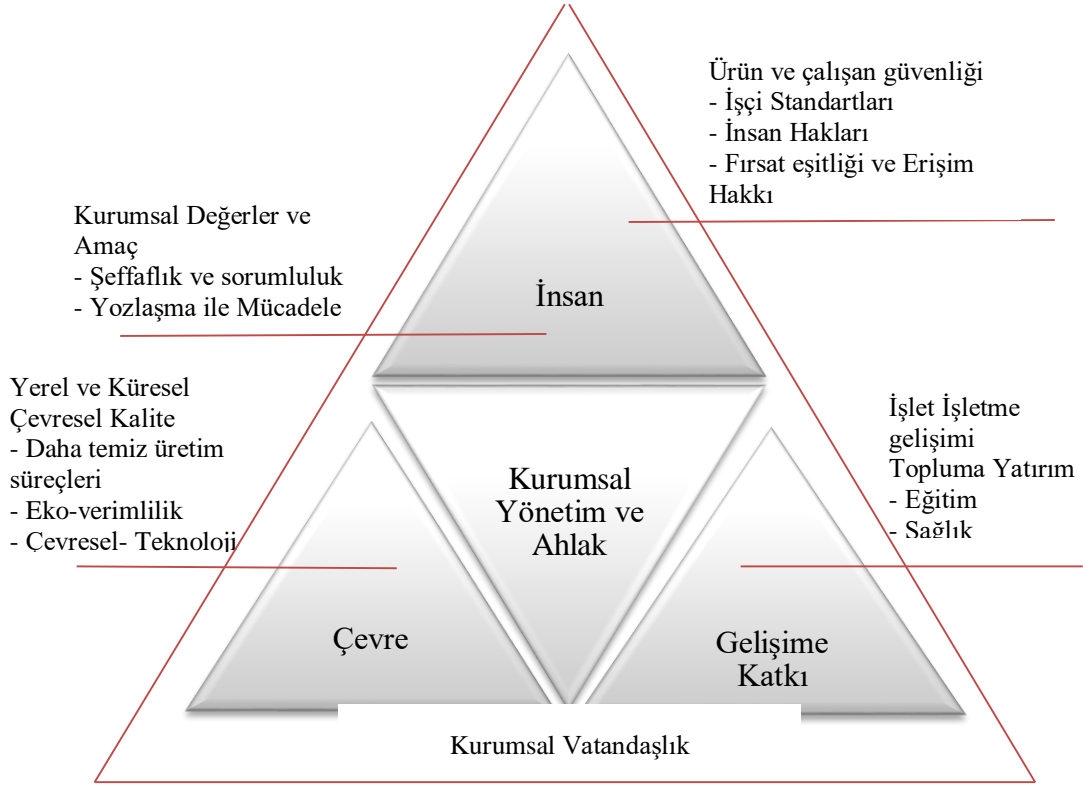 Ürün ve çalışan güvenliği
- İşçi Standartları
- İnsan Hakları
- Fırsat eşitliği ve Erişim
Hakkı
Kurumsal Değerler ve
Amaç
- Şeffaflık ve sorumluluk
- Yozlaşma ile Mücadele
İnsan
Yerel ve Küresel
Çevresel Kalite
- Daha temiz üretim
süreçleri
- Eko-verimlilik
- Çevresel- Teknoloji
İşlet İşletme
gelişimi
Topluma Yatırım
- Eğitim
- Sağlık
Kurumsal
Yönetim ve
Ahlak
Çevre
Gelişime
Katkı
Kurumsal Vatandaşlık